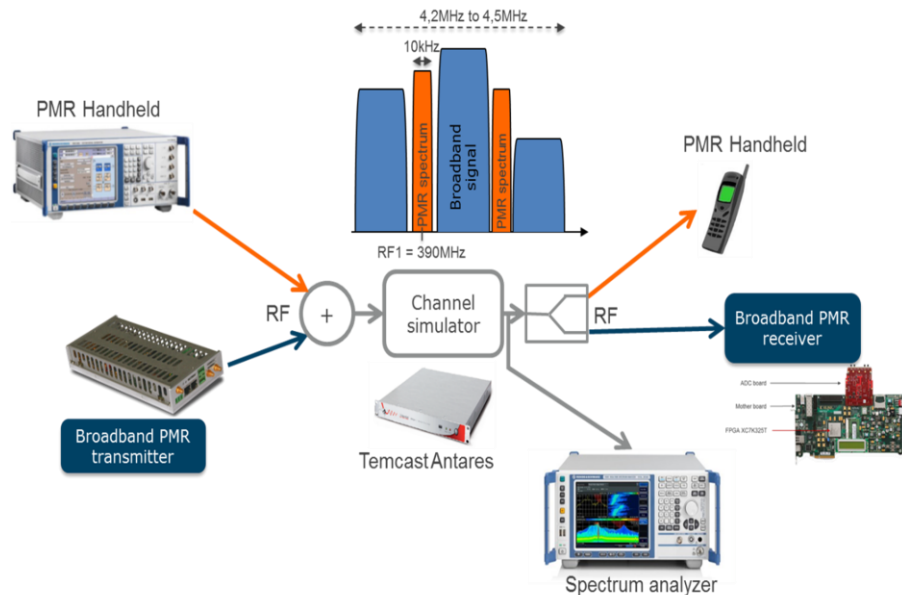 4,2MHz to 4,5MHz
10kHz
PMR spectrum
Broadband
signal
PMR spectrum
RF1 = 390MHz
PMR Handheld
PMR Handheld
RF
+
Channel
simulator
RF
Broadband PMR
receiver
Broadband PMR
transmitter
Temcast Antares
ADC board
Mother board
FPGA XC7K325T
Spectrum analyzer